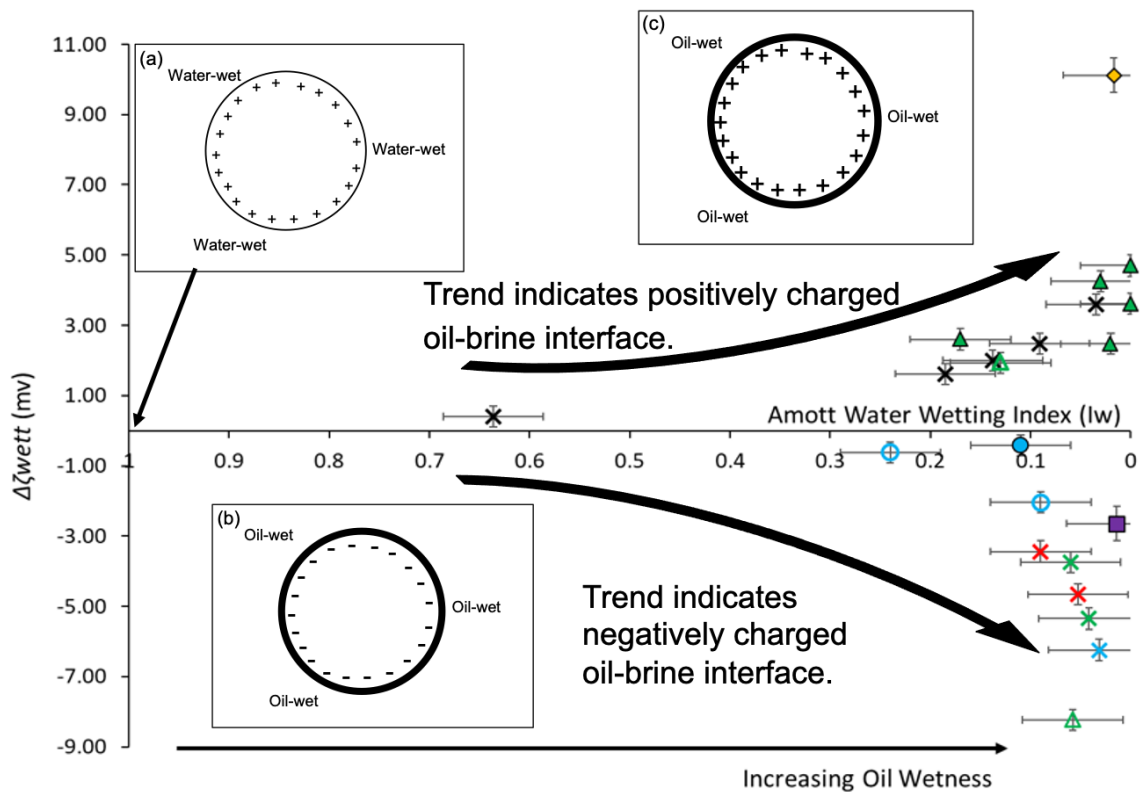 11.00
9.00
7.00
5.00
3.00
1.00
-1.00
-3.00
-5.00
-7.00
-9.00
Δζwett (mv)
(a)
Water-wet
Water-wet
Water-wet
(c)
Oil-wet
Oil-wet
Oil-wet
Trend indicates positively charged
oil-brine interface.
Amott Water Wetting Index (Iw)
1 0.9 0.8 0.7 0.6 0.5 0.4 0.3 0.2 0.1 0
(b)
Oil-wet
Oil-wet
Oil-wet
Trend indicates
negatively charged
oil-brine interface.
Increasing Oil Wetness